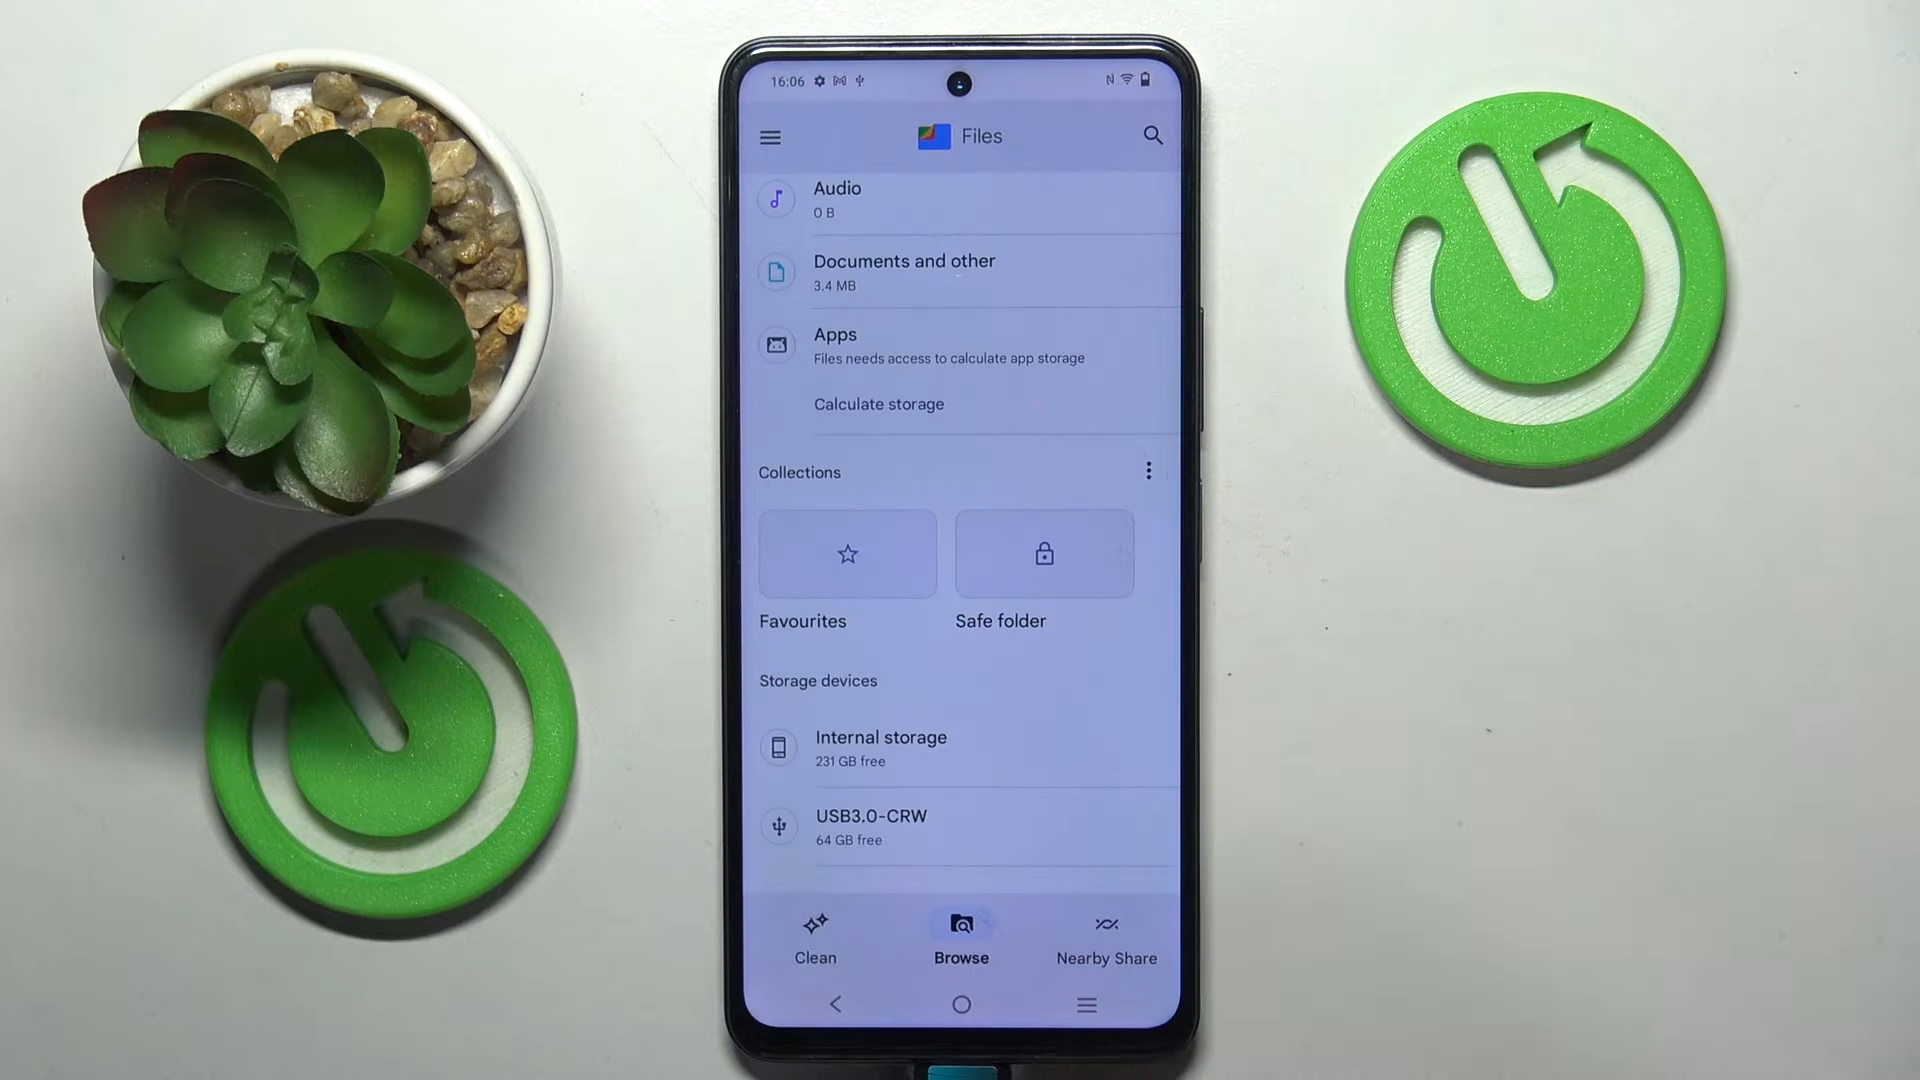 16:06
Files
Audio
0 B
Documents and other
3.4 MB
Apps
Files needs access to calculate app storage
Calculate storage
Collections
Favourites
Safe folder
Storage devices
Internal storage
231 GB free
USB3.0-CRW
64 GB free
Clean
Browse
Nearby Share